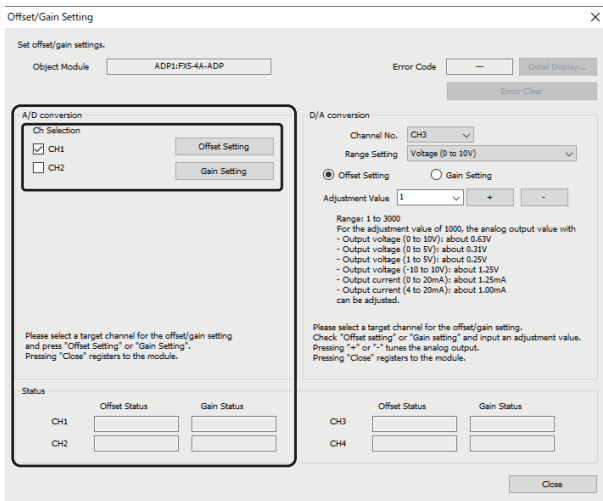 Offset/Gain Setting
Set offset/gain settings.
Object Module ADP1:FX5-4A-ADP Error Code --- Detail Display...
Error Clear
A/D conversion
Ch Selection
CH1 Offset Setting
CH2 Gain Setting
Please select a target channel for the offset/gain setting
and press "Offset Setting" or "Gain Setting".
Pressing "Close" registers to the module.
D/A conversion
Channel No. CH3
Range Setting Voltage (0 to 10V)
Offset Setting Gain Setting
Adjustment Value 1 + -
Range: 1 to 3000
For the adjustment value of 1000, the analog output value with
- Output voltage (0 to 10V): about 0.63V
- Output voltage (0 to 5V): about 0.31V
- Output voltage (1 to 5V): about 0.25V
- Output voltage (-10 to 10V): about 1.25V
- Output current (0 to 20mA): about 1.25mA
- Output current (4 to 20mA): about 1.00mA
can be adjusted.
Please select a target channel for the offset/gain setting.
Check "Offset setting" or "Gain setting" and input an adjustment value.
Pressing "+" or "-" tunes the analog output.
Pressing "Close" registers to the module.
Status
Offset Status Gain Status
CH1
CH2
Offset Status Gain Status
CH3
CH4
Close